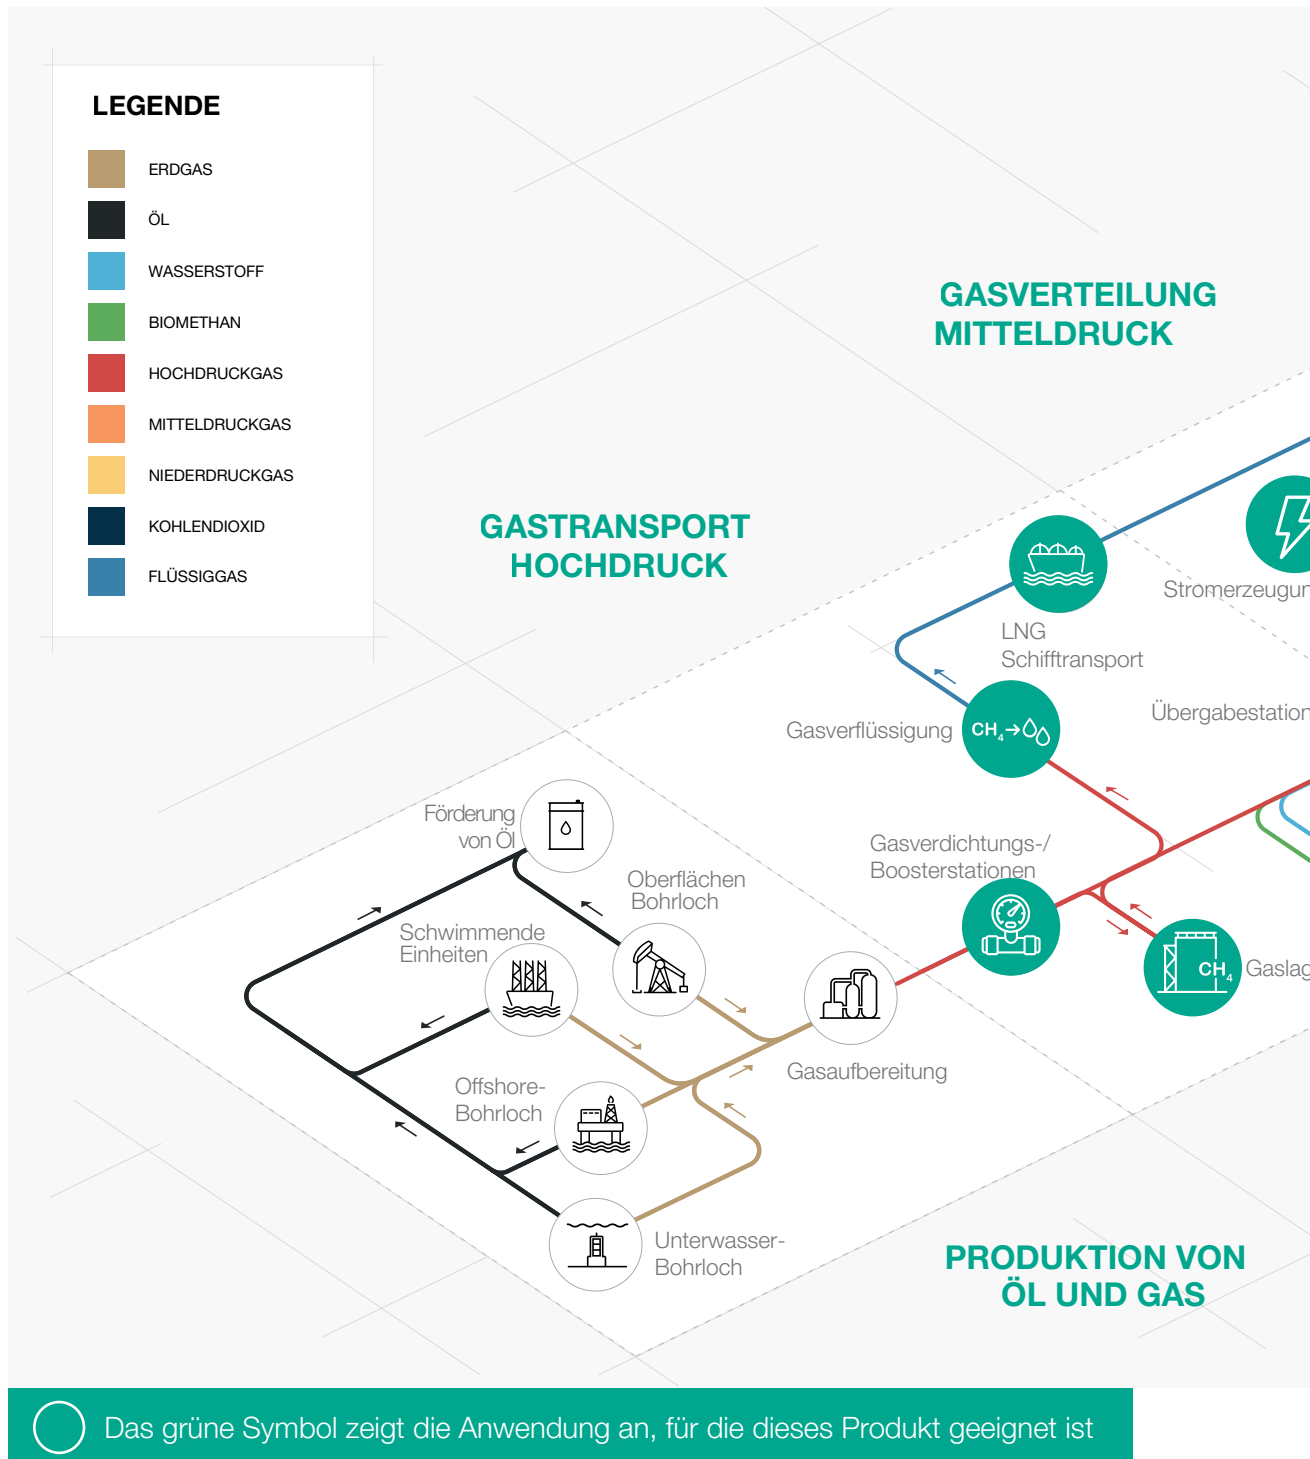 LEGENDE
ERDGAS
ÖL
WASSERSTOFF
BIOMETHAN
HOCHDRUCKGAS
MITTELDRUCKGAS
NIEDERDRUCKGAS
KOHLENDIOXID
FLÜSSIGGAS
GASVERTEILUNG
MITTELDRUCK
GASTRANSPORT
HOCHDRUCK
Stromerzeugun
LNG
Schifftransport
Übergabestation
Gasverflüssigung
CH4→
Förderung
von Öl
Gasverdichtungs-/
Boosterstationen
Oberflächen
Bohrloch
Schwimmende
Einheiten
CH4
Gaslag
Gasaufbereitung
Offshore-
Bohrloch
Unterwasser-
Bohrloch
PRODUKTION VON
ÖL UND GAS
Das grüne Symbol zeigt die Anwendung an, für die dieses Produkt geeignet ist